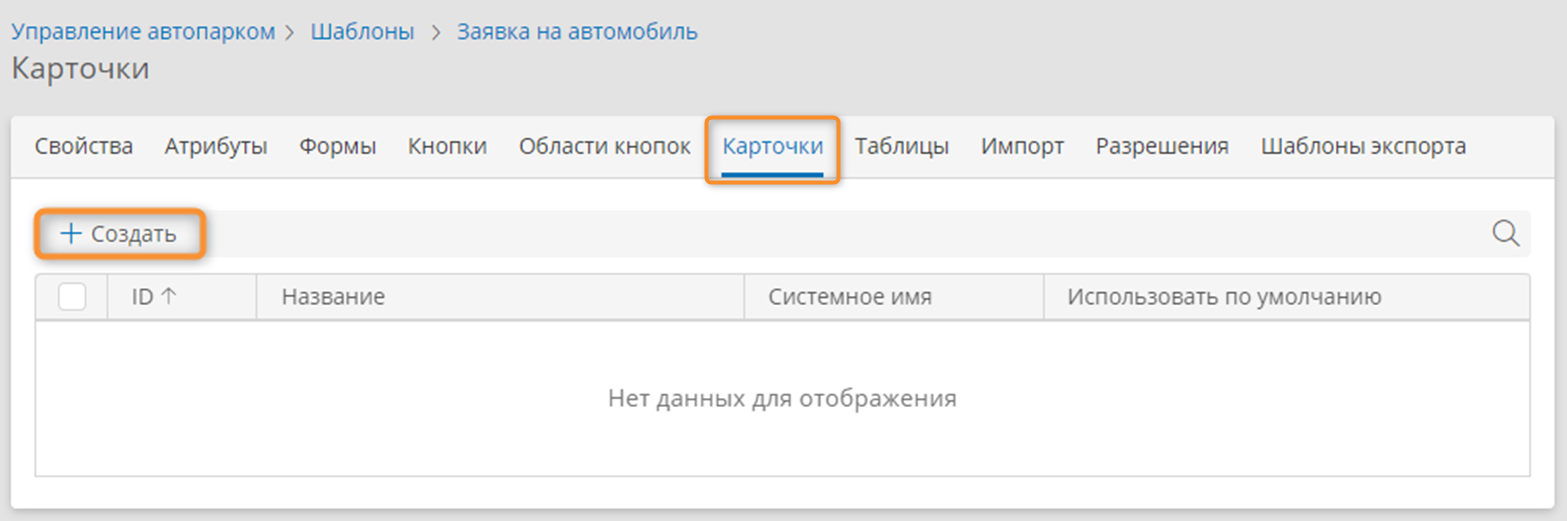 Управление автопарком > Шаблоны > Заявка на автомобиль
Карточки
Свойства Атрибуты Формы Кнопки Области кнопок Карточки Таблицы Импорт Разрешения Шаблоны экспорта
+ Создать
ID ↑ Название Системное имя Использовать по умолчанию
Нет данных для отображения